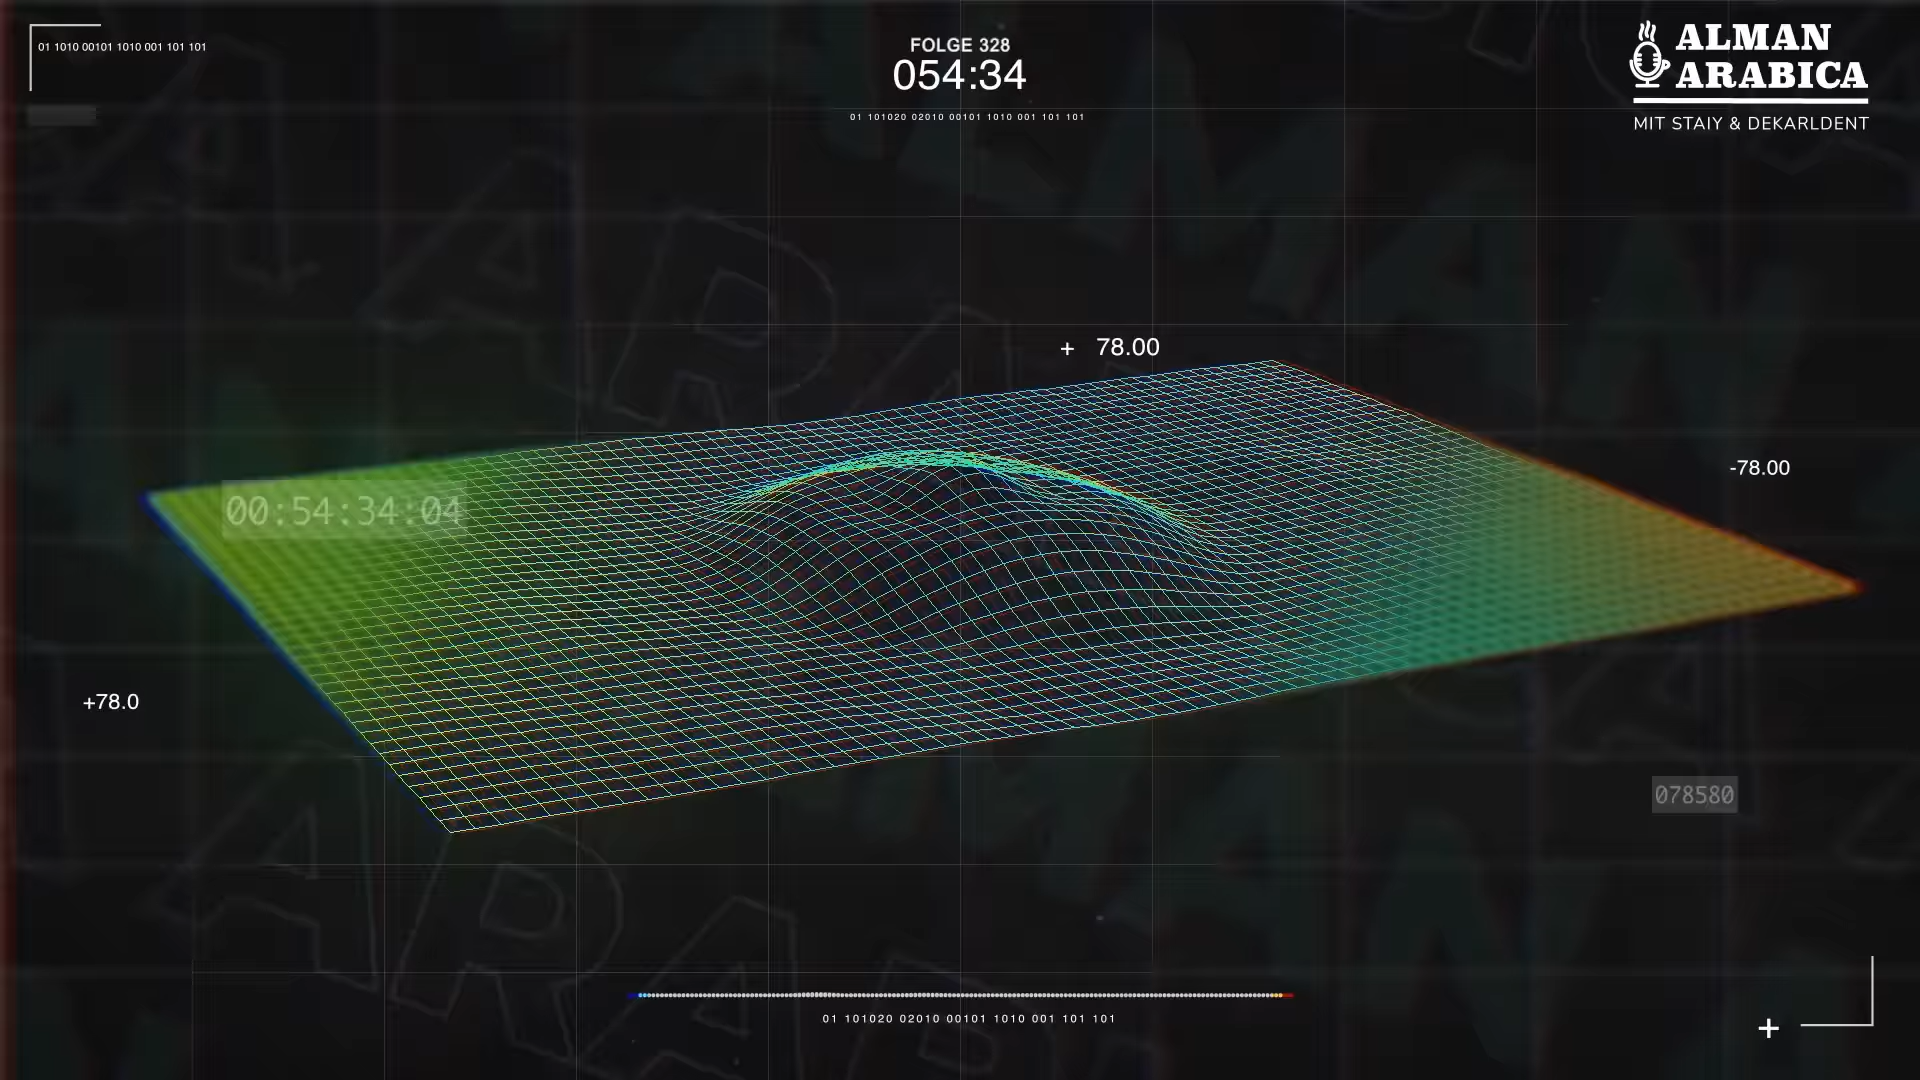 01 1010 00101 1010 001 101 101
FOLGE 328
054:34
01 101020 02010 00101 1010 001 101 101
ALMAN
ARABICA
MIT STAIY & DEKARLDENT
+ 78.00
-78.00
00:54:34:04
+78.0
078580
01 101020 02010 00101 1010 001 101 101
+